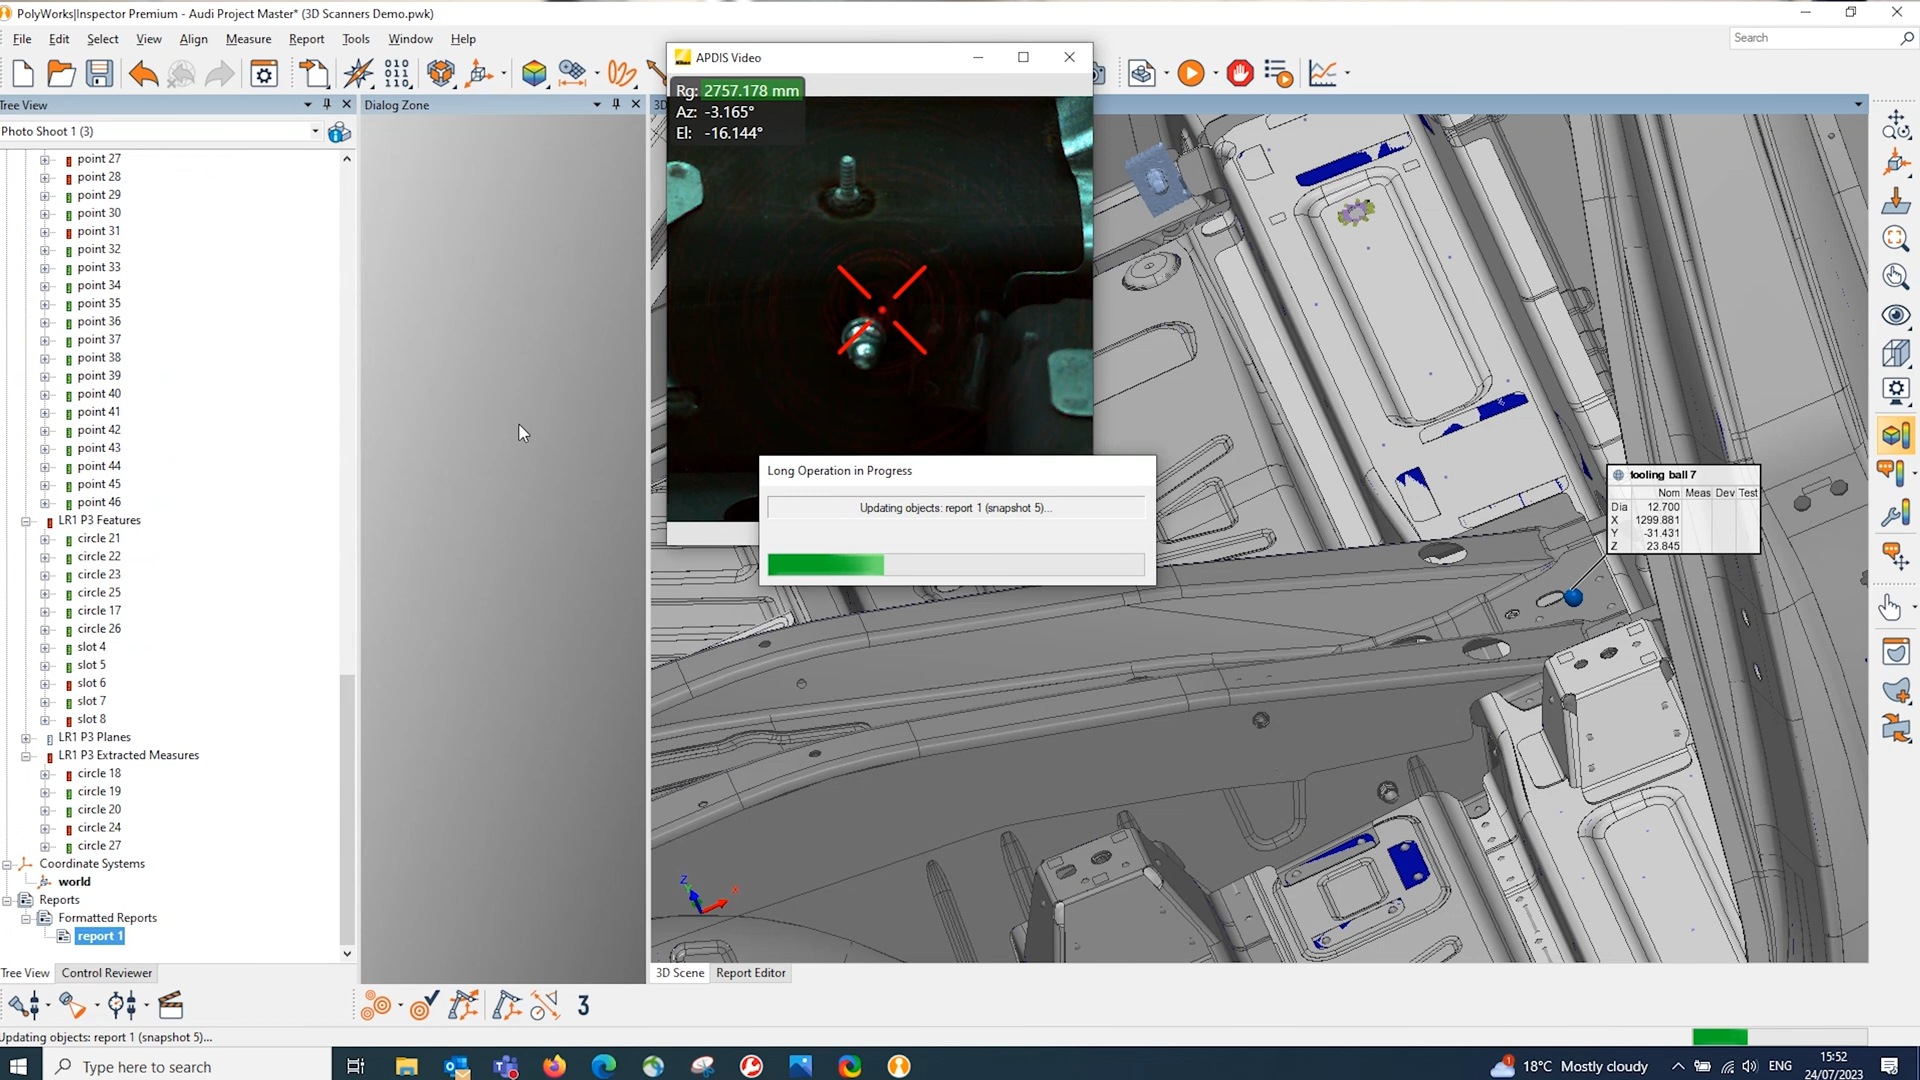 PolyWorks|Inspector Premium - Audi Project Master* (3D Scanners Demo.pwk)
File Edit Select View Align Measure Report Tools Window Help
Search
Tree View
Dialog Zone
3D
APDIS Video
Rg: 2757.178 mm
Az: -3.165°
El: -16.144°
Photo Shoot 1 (3)
point 27
point 28
point 29
point 30
point 31
point 32
point 33
point 34
point 35
point 36
point 37
point 38
point 39
point 40
point 41
point 42
point 43
point 44
point 45
point 46
LR1 P3 Features
circle 21
circle 22
circle 23
circle 25
circle 17
circle 26
slot 4
slot 5
slot 6
slot 7
slot 8
LR1 P3 Planes
LR1 P3 Extracted Measures
circle 18
circle 19
circle 20
circle 24
circle 27
Coordinate Systems
world
Reports
Formatted Reports
report 1
Long Operation in Progress
Updating objects: report 1 (snapshot 5)...
tooling ball 7
Nom Meas Dev Test
Dia 12.700
X 1299.881
Y -31.431
Z 23.845
Z
X
Tree View
Control Reviewer
3D Scene
Report Editor
3
Updating objects: report 1 (snapshot 5)...
Type here to search
1
18°C Mostly cloudy
ENG
15:52
24/07/2023